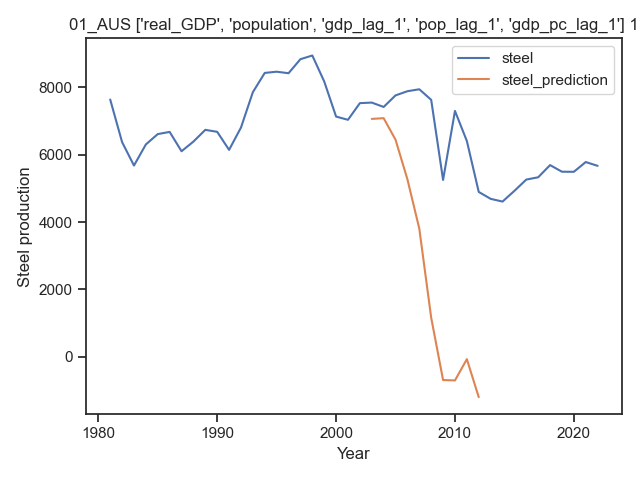 01_AUS ['real_GDP', 'population', 'gdp_lag_1', 'pop_lag_1', 'gdp_pc_lag_1'] 1
steel
steel_prediction
8000
6000
4000
2000
0
Steel production
1980
1990
2000
2010
2020
Year